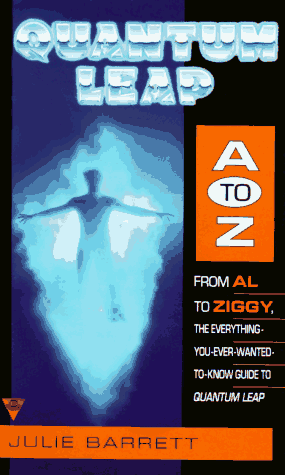 QUANTUM
LEAP
A
TO
Z
FROM AL
TO ZIGGY,
THE EVERYTHING-
YOU-EVER-WANTED-
TO-KNOW GUIDE TO
QUANTUM LEAP
JULIE BARRETT